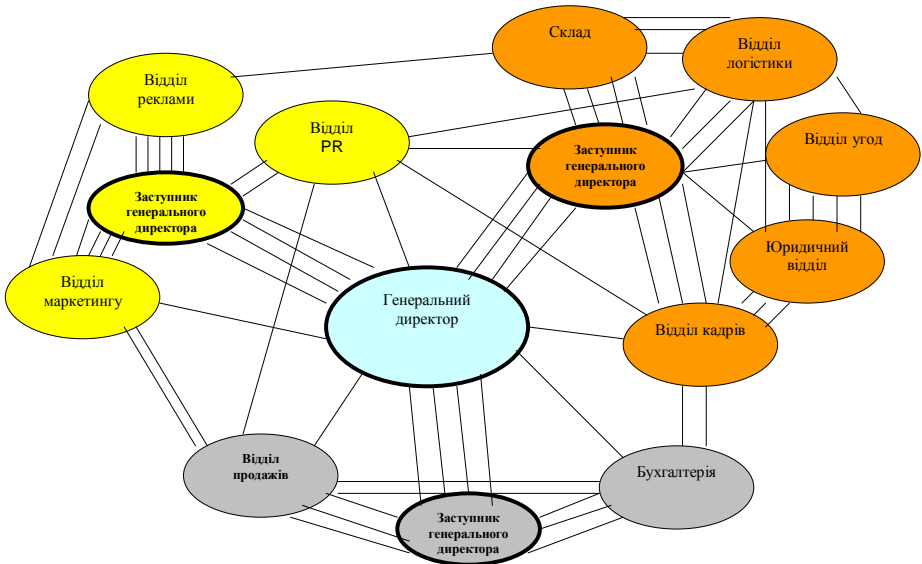 Склад
Відділ
логістики
Відділ
реклами
Відділ
PR
Відділ угод
Заступник
генерального
директора
Заступник
генерального
директора
Юридичний
відділ
Відділ
маркетингу
Генеральний
директор
Відділ кадрів
Відділ
продажів
Бухгалтерія
Заступник
генерального
директора